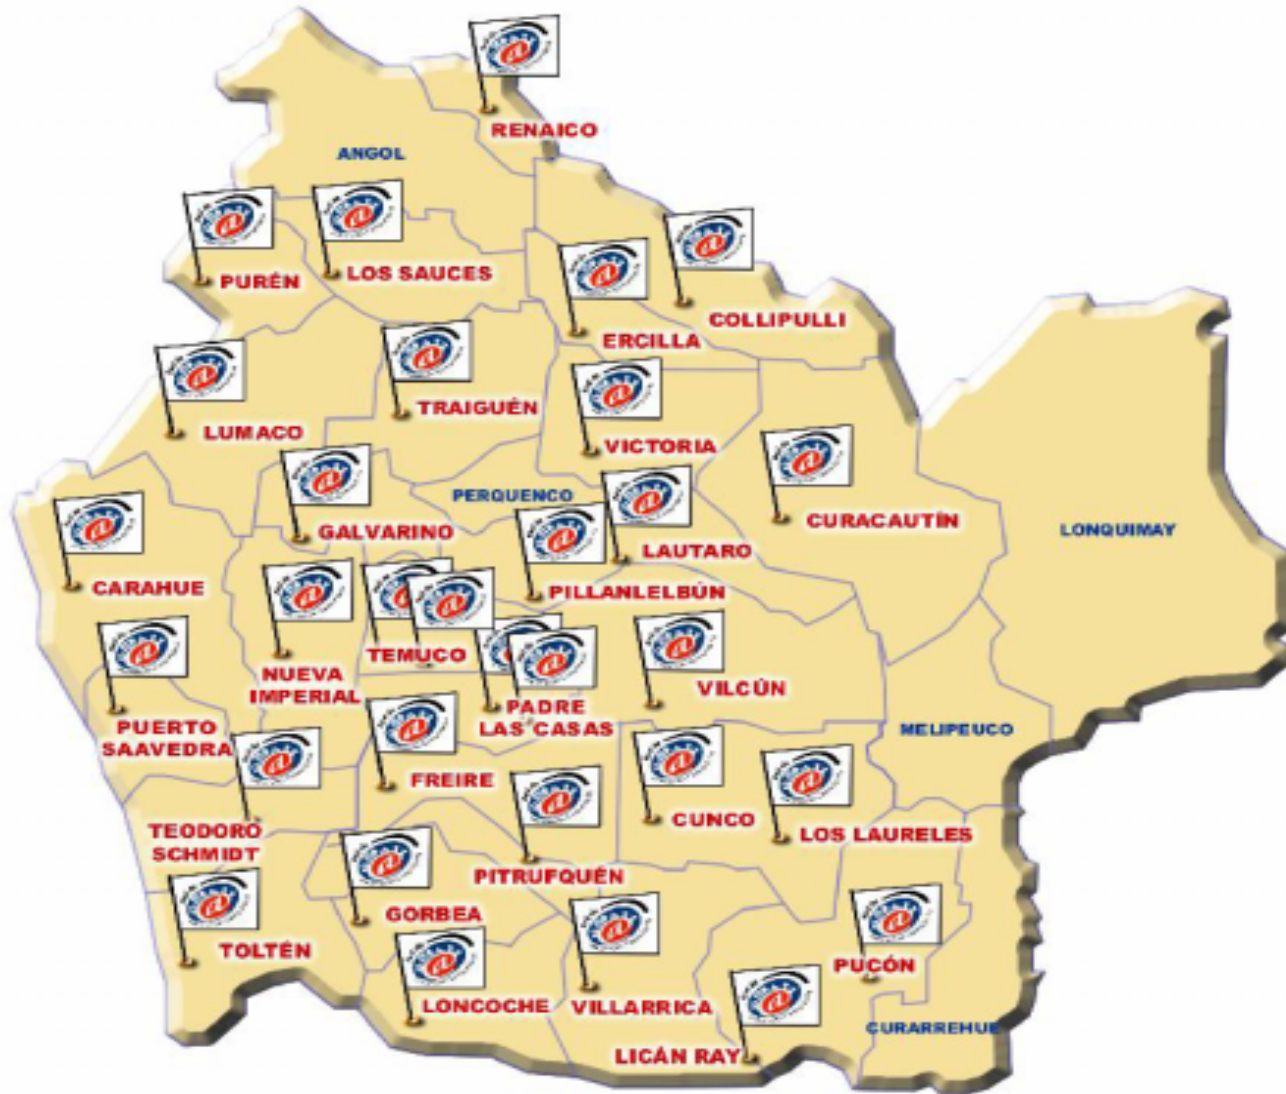 RENAICO
ANGOL
PURÉN
LOS SAUCES
COLLIPULLI
ERCILLA
TRAIGUÉN
LUMACO
VICTORIA
PERQUENCO
CURACAUTÍN
LONQUIMAY
GALVARINO
LAUTARO
CARAHUE
PILLANLELBÚN
TEMUCO
NUEVA
IMPERIAL
VILCÚN
PADRE
LAS CASAS
PUERTO
SAAVEDRA
MELIPEUCO
FREIRE
CUNCO
TEODORO
SCHMIDT
LOS LAURELES
PITRUFQUÉN
GORBEA
TOLTÉN
PUCÓN
LONCOCHE
VILLARRICA
CURARREHUE
LICÁN RAY